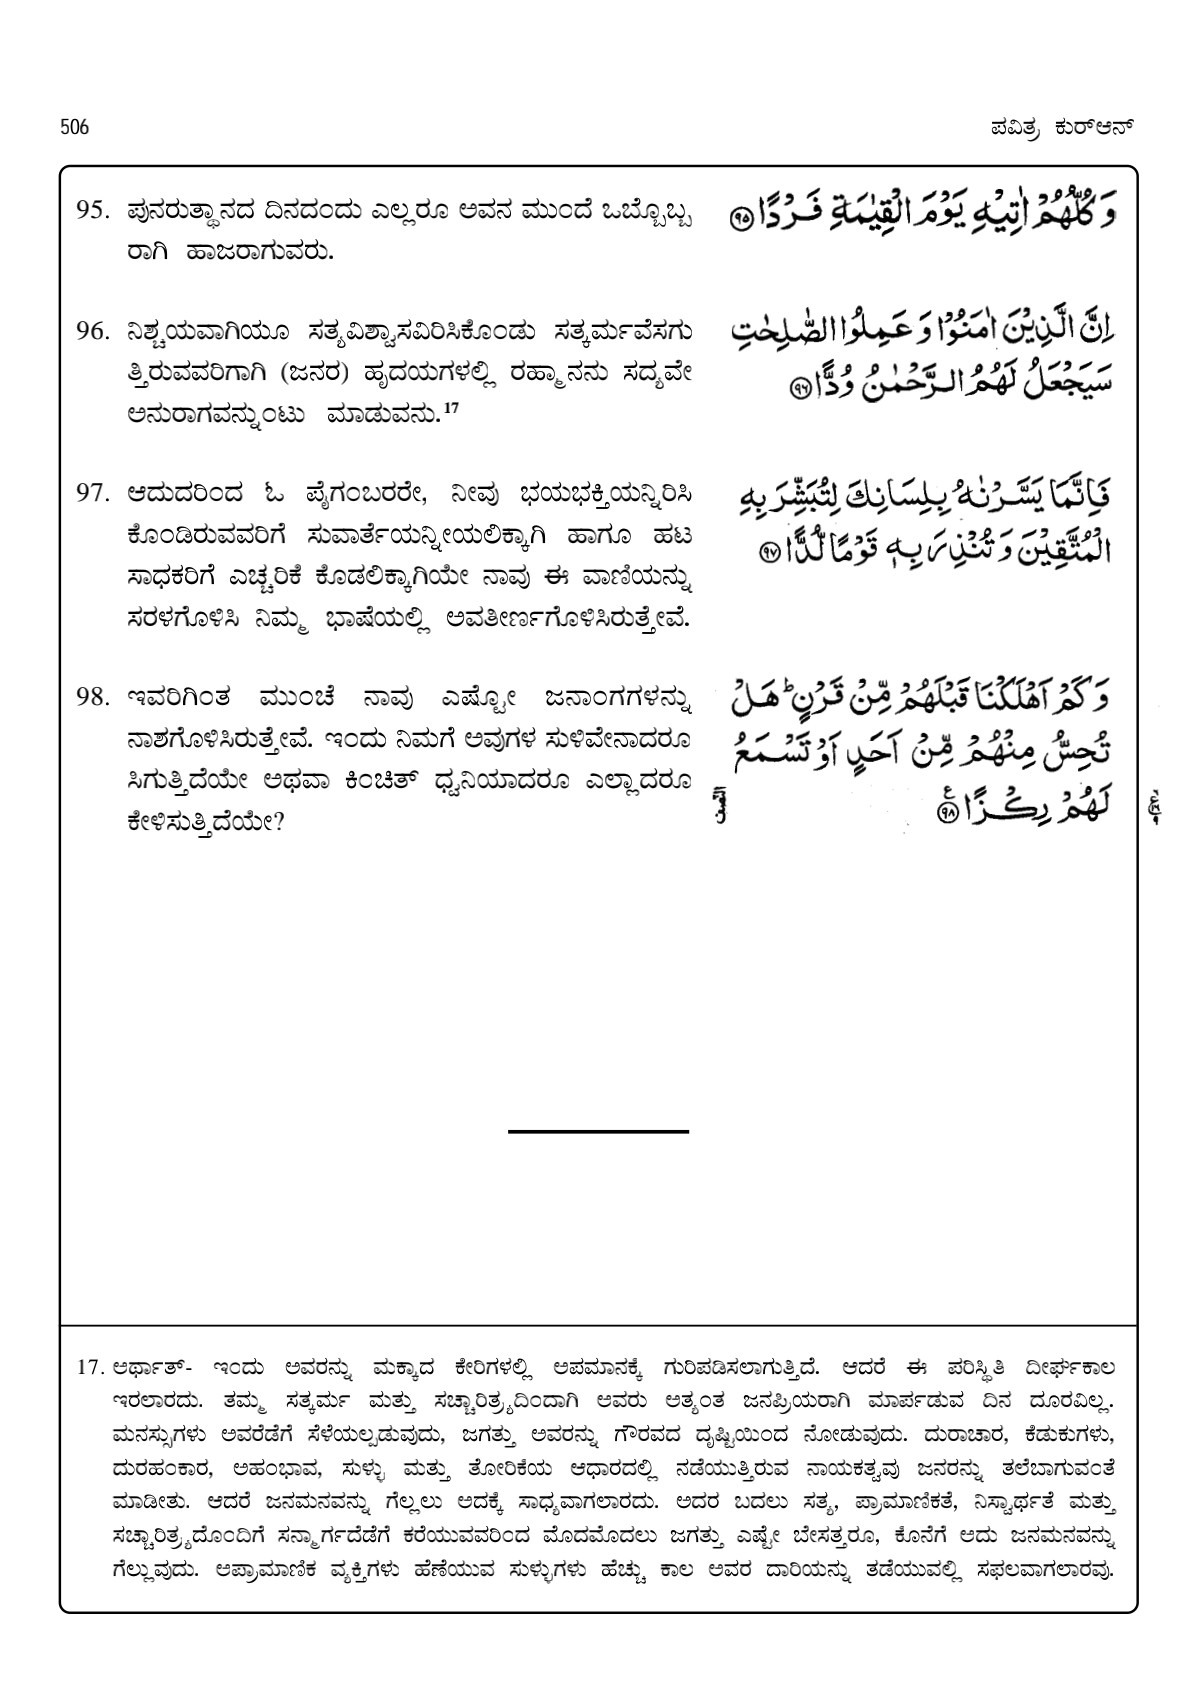 506
ಪವಿತ್ರ ಕುರ್‌ಆನ್
95. ಪುನರುತ್ಥಾನದ ದಿನದಂದು ಎಲ್ಲರೂ ಅವನ ಮುಂದೆ ಒಬ್ಬೊಬ್ಬ
ರಾಗಿ ಹಾಜರಾಗುವರು.
وَكُلُّهُمْ اٰتِيْهِ يَوْمَ الْقِيٰمَةِ فَرْدًا ۝٩٥
96. ನಿಶ್ಚಯವಾಗಿಯೂ ಸತ್ಯವಿಶ್ವಾಸವಿರಿಸಿಕೊಂಡು ಸತ್ಕರ್ಮವೆಸಗು
ತ್ತಿರುವವರಿಗಾಗಿ (ಜನರ) ಹೃದಯಗಳಲ್ಲಿ ರಹ್ಮಾನನು ಸದ್ಯವೇ
ಅನುರಾಗವನ್ನುಂಟು ಮಾಡುವನು.¹⁷
اِنَّ الَّذِيْنَ اٰمَنُوْا وَعَمِلُوا الصّٰلِحٰتِ
سَيَجْعَلُ لَهُمُ الرَّحْمٰنُ وُدًّا ۝٩٦
97. ಆದುದರಿಂದ ಓ ಪೈಗಂಬರರೇ, ನೀವು ಭಯಭಕ್ತಿಯನ್ನಿರಿಸಿ
ಕೊಂಡಿರುವವರಿಗೆ ಸುವಾರ್ತೆಯನ್ನೀಯಲಿಕ್ಕಾಗಿ ಹಾಗೂ ಹಟ
ಸಾಧಕರಿಗೆ ಎಚ್ಚರಿಕೆ ಕೊಡಲಿಕ್ಕಾಗಿಯೇ ನಾವು ಈ ವಾಣಿಯನ್ನು
ಸರಳಗೊಳಿಸಿ ನಿಮ್ಮ ಭಾಷೆಯಲ್ಲಿ ಅವತೀರ್ಣಗೊಳಿಸಿರುತ್ತೇವೆ.
فَاِنَّمَا يَسَّرْنٰهُ بِلِسَانِكَ لِتُبَشِّرَ بِهِ
الْمُتَّقِيْنَ وَتُنْذِرَ بِهٖ قَوْمًا لُّدًّا ۝٩٧
98. ಇವರಿಗಿಂತ ಮುಂಚೆ ನಾವು ಎಷ್ಟೋ ಜನಾಂಗಗಳನ್ನು
ನಾಶಗೊಳಿಸಿರುತ್ತೇವೆ. ಇಂದು ನಿಮಗೆ ಅವುಗಳ ಸುಳಿವೇನಾದರೂ
ಸಿಗುತ್ತಿದೆಯೇ ಅಥವಾ ಕಿಂಚಿತ್ ಧ್ವನಿಯಾದರೂ ಎಲ್ಲಾದರೂ
ಕೇಳಿಸುತ್ತಿದೆಯೇ?
وَكَمْ اَهْلَكْنَا قَبْلَهُمْ مِّنْ قَرْنٍ ؕ هَلْ
تُحِسُّ مِنْهُمْ مِّنْ اَحَدٍ اَوْ تَسْمَعُ
لَهُمْ رِكْزًا ۝٩٨ ع
النصف
17. ಅರ್ಥಾತ್- ಇಂದು ಅವರನ್ನು ಮಕ್ಕಾದ ಕೇರಿಗಳಲ್ಲಿ ಅಪಮಾನಕ್ಕೆ ಗುರಿಪಡಿಸಲಾಗುತ್ತಿದೆ. ಆದರೆ ಈ ಪರಿಸ್ಥಿತಿ ದೀರ್ಘಕಾಲ
ಇರಲಾರದು. ತಮ್ಮ ಸತ್ಕರ್ಮ ಮತ್ತು ಸಚ್ಚಾರಿತ್ರ್ಯದಿಂದಾಗಿ ಅವರು ಅತ್ಯಂತ ಜನಪ್ರಿಯರಾಗಿ ಮಾರ್ಪಡುವ ದಿನ ದೂರವಿಲ್ಲ.
ಮನಸ್ಸುಗಳು ಅವರೆಡೆಗೆ ಸೆಳೆಯಲ್ಪಡುವುದು, ಜಗತ್ತು ಅವರನ್ನು ಗೌರವದ ದೃಷ್ಟಿಯಿಂದ ನೋಡುವುದು. ದುರಾಚಾರ, ಕೆಡುಕುಗಳು,
ದುರಹಂಕಾರ, ಅಹಂಭಾವ, ಸುಳ್ಳು ಮತ್ತು ತೋರಿಕೆಯ ಆಧಾರದಲ್ಲಿ ನಡೆಯುತ್ತಿರುವ ನಾಯಕತ್ವವು ಜನರನ್ನು ತಲೆಬಾಗುವಂತೆ
ಮಾಡೀತು. ಆದರೆ ಜನಮನವನ್ನು ಗೆಲ್ಲಲು ಅದಕ್ಕೆ ಸಾಧ್ಯವಾಗಲಾರದು. ಅದರ ಬದಲು ಸತ್ಯ, ಪ್ರಾಮಾಣಿಕತೆ, ನಿಸ್ವಾರ್ಥತೆ ಮತ್ತು
ಸಚ್ಚಾರಿತ್ರ್ಯದೊಂದಿಗೆ ಸನ್ಮಾರ್ಗದೆಡೆಗೆ ಕರೆಯುವವರಿಂದ ಮೊದಮೊದಲು ಜಗತ್ತು ಎಷ್ಟೇ ಬೇಸತ್ತರೂ, ಕೊನೆಗೆ ಅದು ಜನಮನವನ್ನು
ಗೆಲ್ಲುವುದು. ಅಪ್ರಾಮಾಣಿಕ ವ್ಯಕ್ತಿಗಳು ಹೆಣೆಯುವ ಸುಳ್ಳುಗಳು ಹೆಚ್ಚು ಕಾಲ ಅವರ ದಾರಿಯನ್ನು ತಡೆಯುವಲ್ಲಿ ಸಫಲವಾಗಲಾರವು.